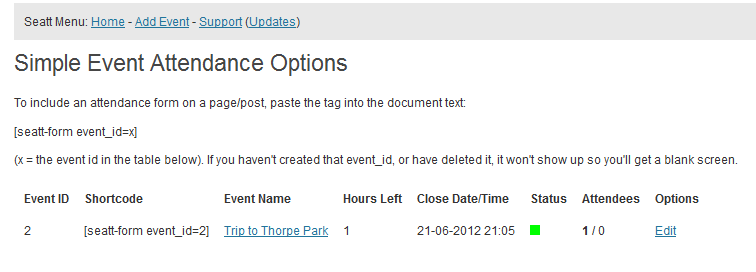 Seatt Menu: Home - Add Event - Support (Updates)
Simple Event Attendance Options
To include an attendance form on a page/post, paste the tag into the document text:
[seatt-form event_id=x]
(x = the event id in the table below). If you haven't created that event_id, or have deleted it, it won't show up so you'll get a blank screen.
Event ID Shortcode Event Name Hours Left Close Date/Time Status Attendees Options
2 [seatt-form event_id=2] Trip to Thorpe Park 1 21-06-2012 21:05 1 / 0 Edit